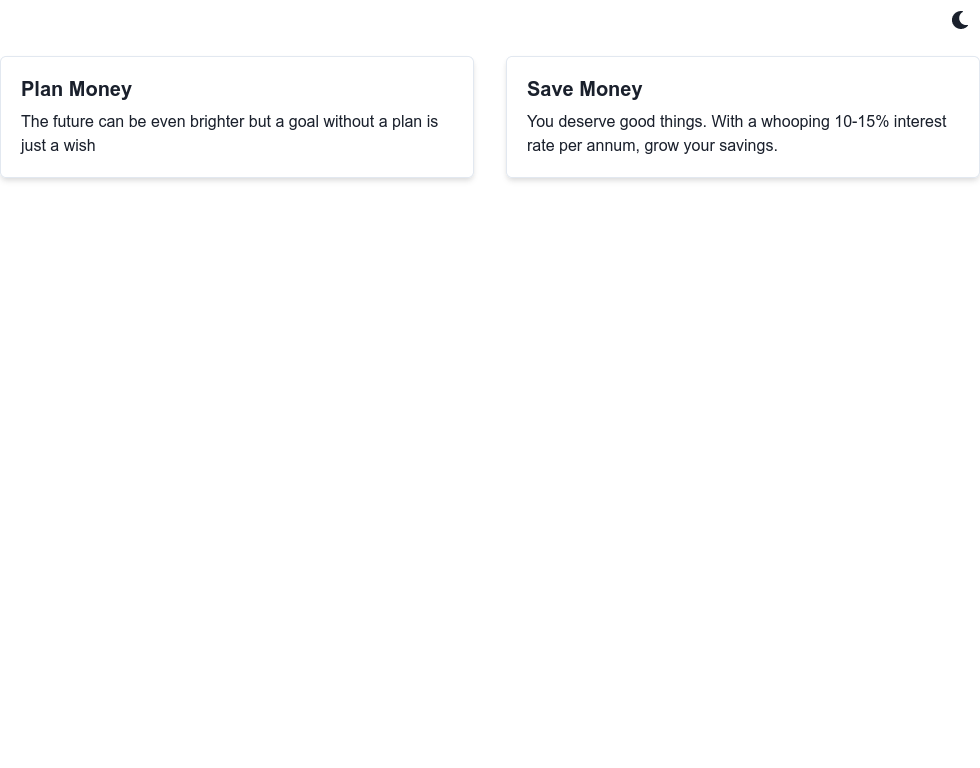 Plan Money
The future can be even brighter but a goal without a plan is
just a wish
Save Money
You deserve good things. With a whooping 10-15% interest
rate per annum, grow your savings.